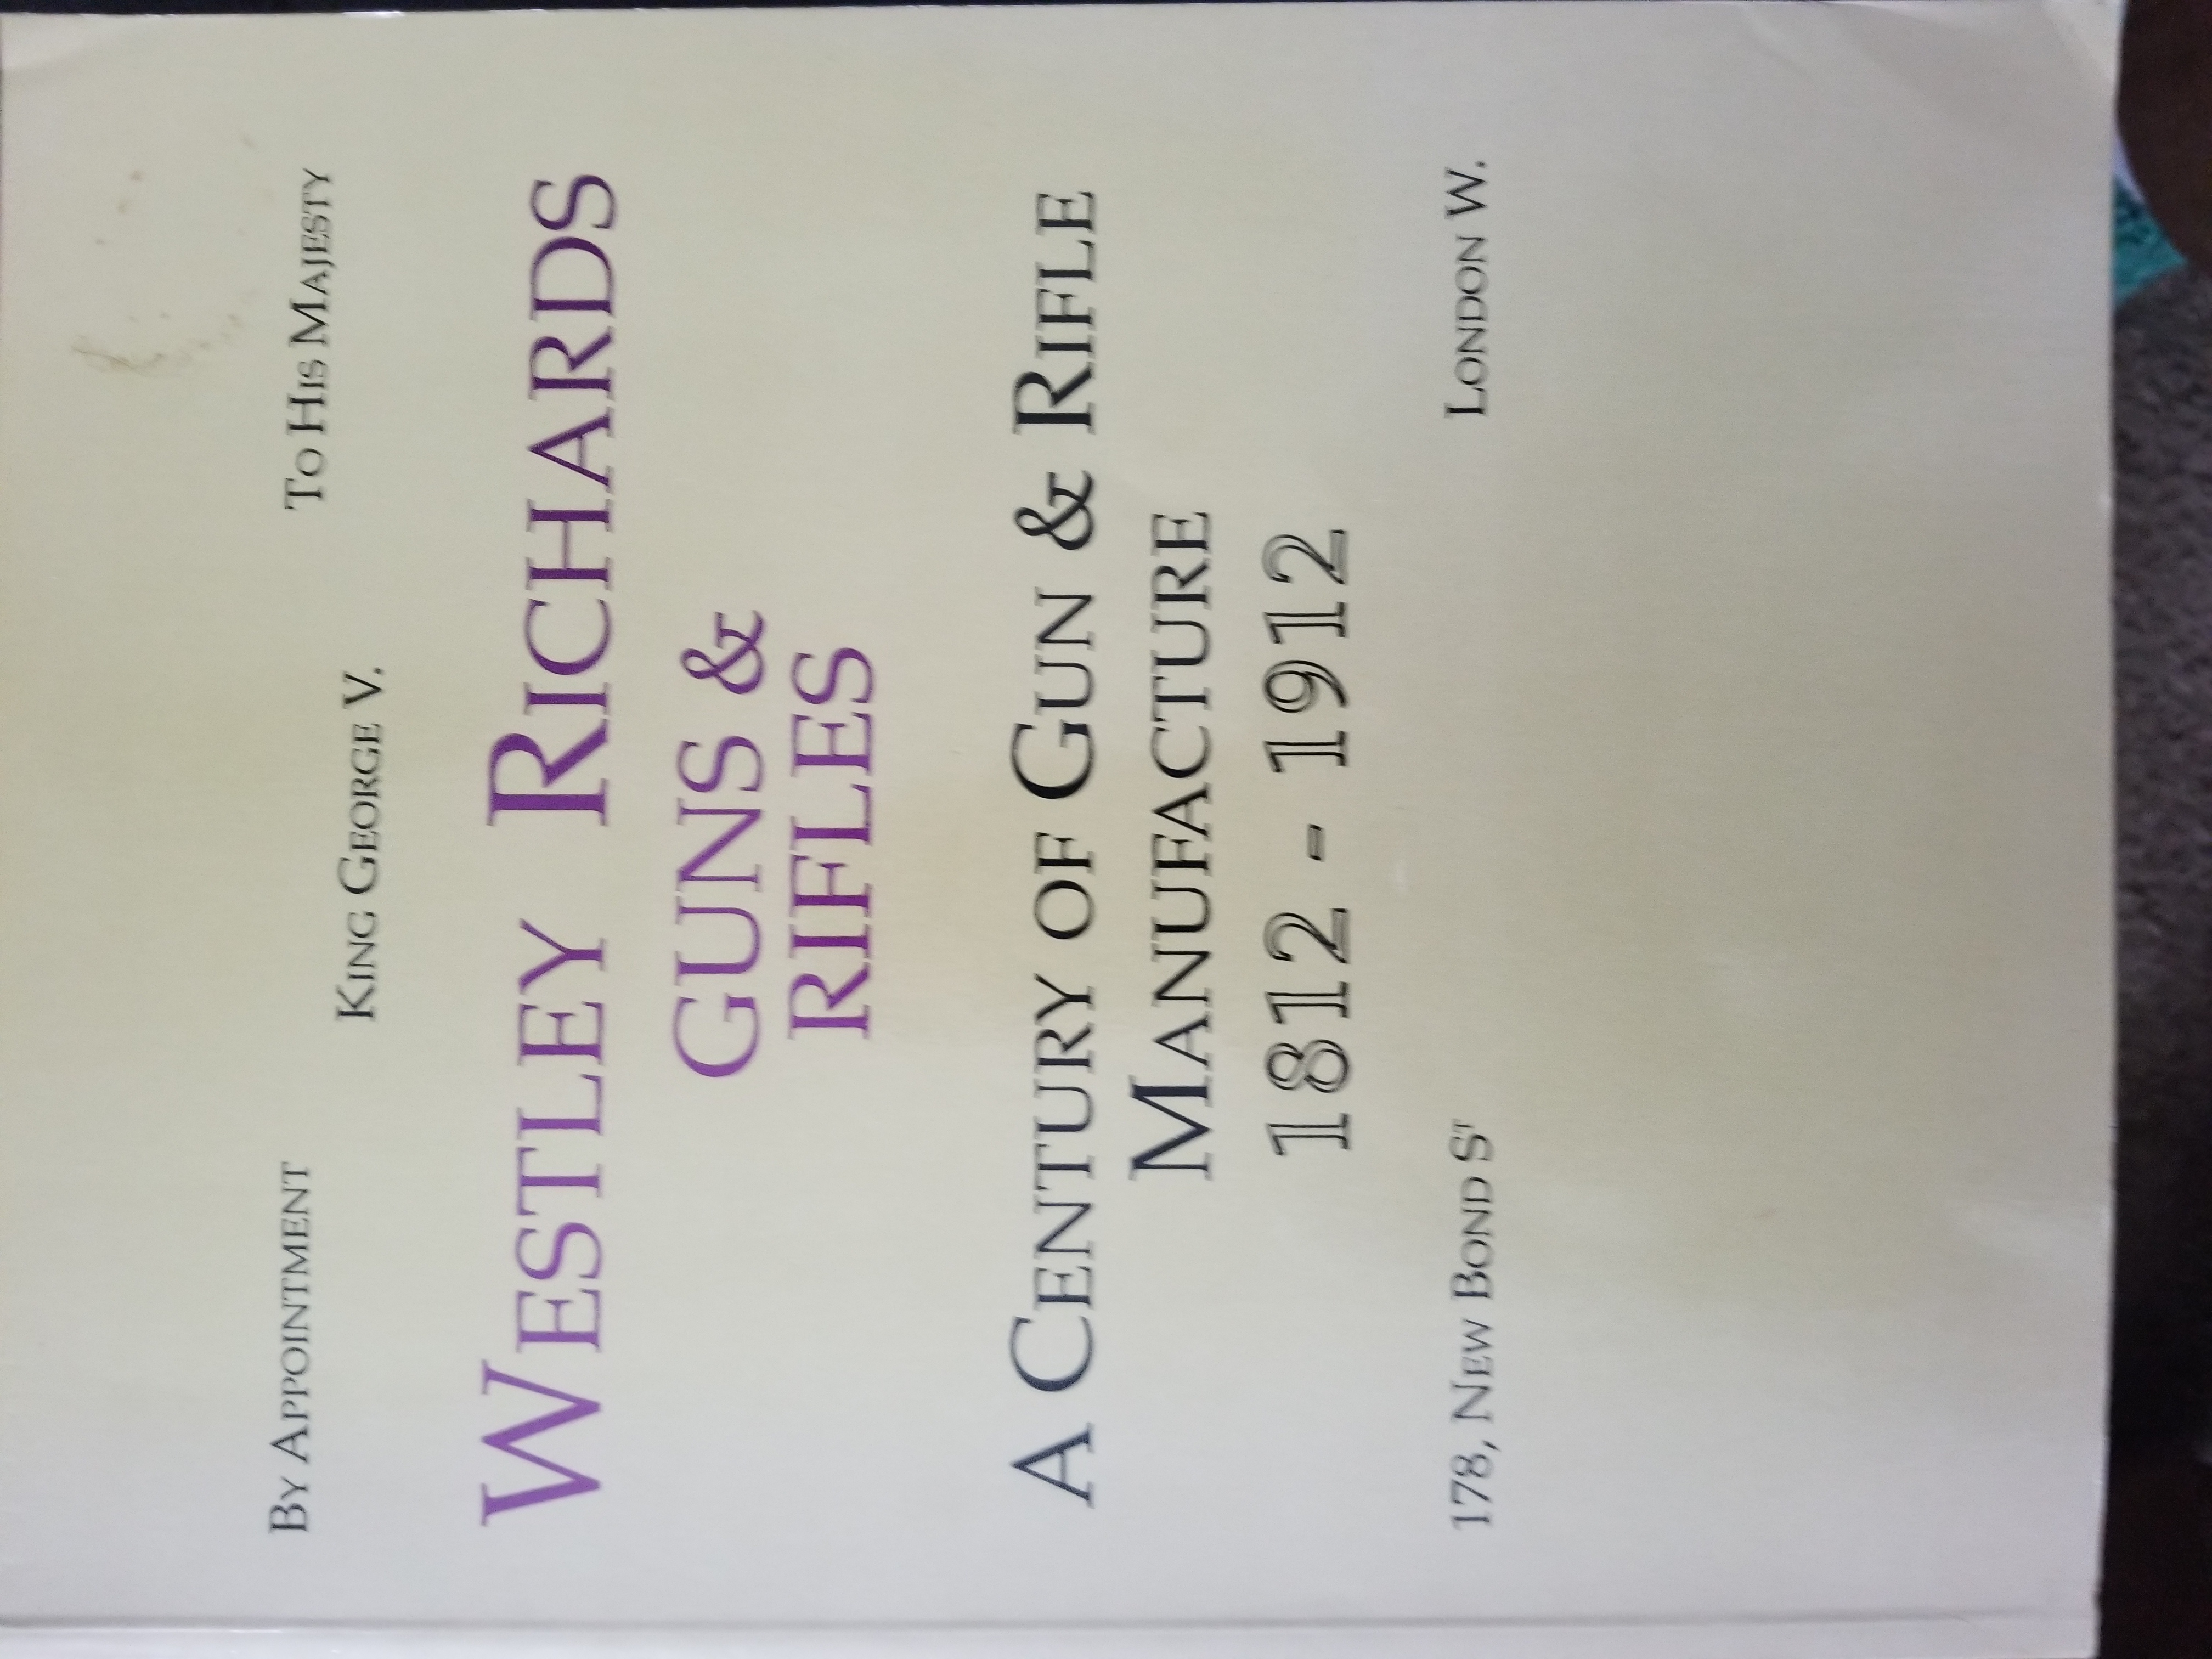 By Appointment To His Majesty
King George V.
Westley Richards
Guns &
Rifles
A Century of Gun & Rifle
Manufacture
1812 - 1912
178, New Bond St London W.